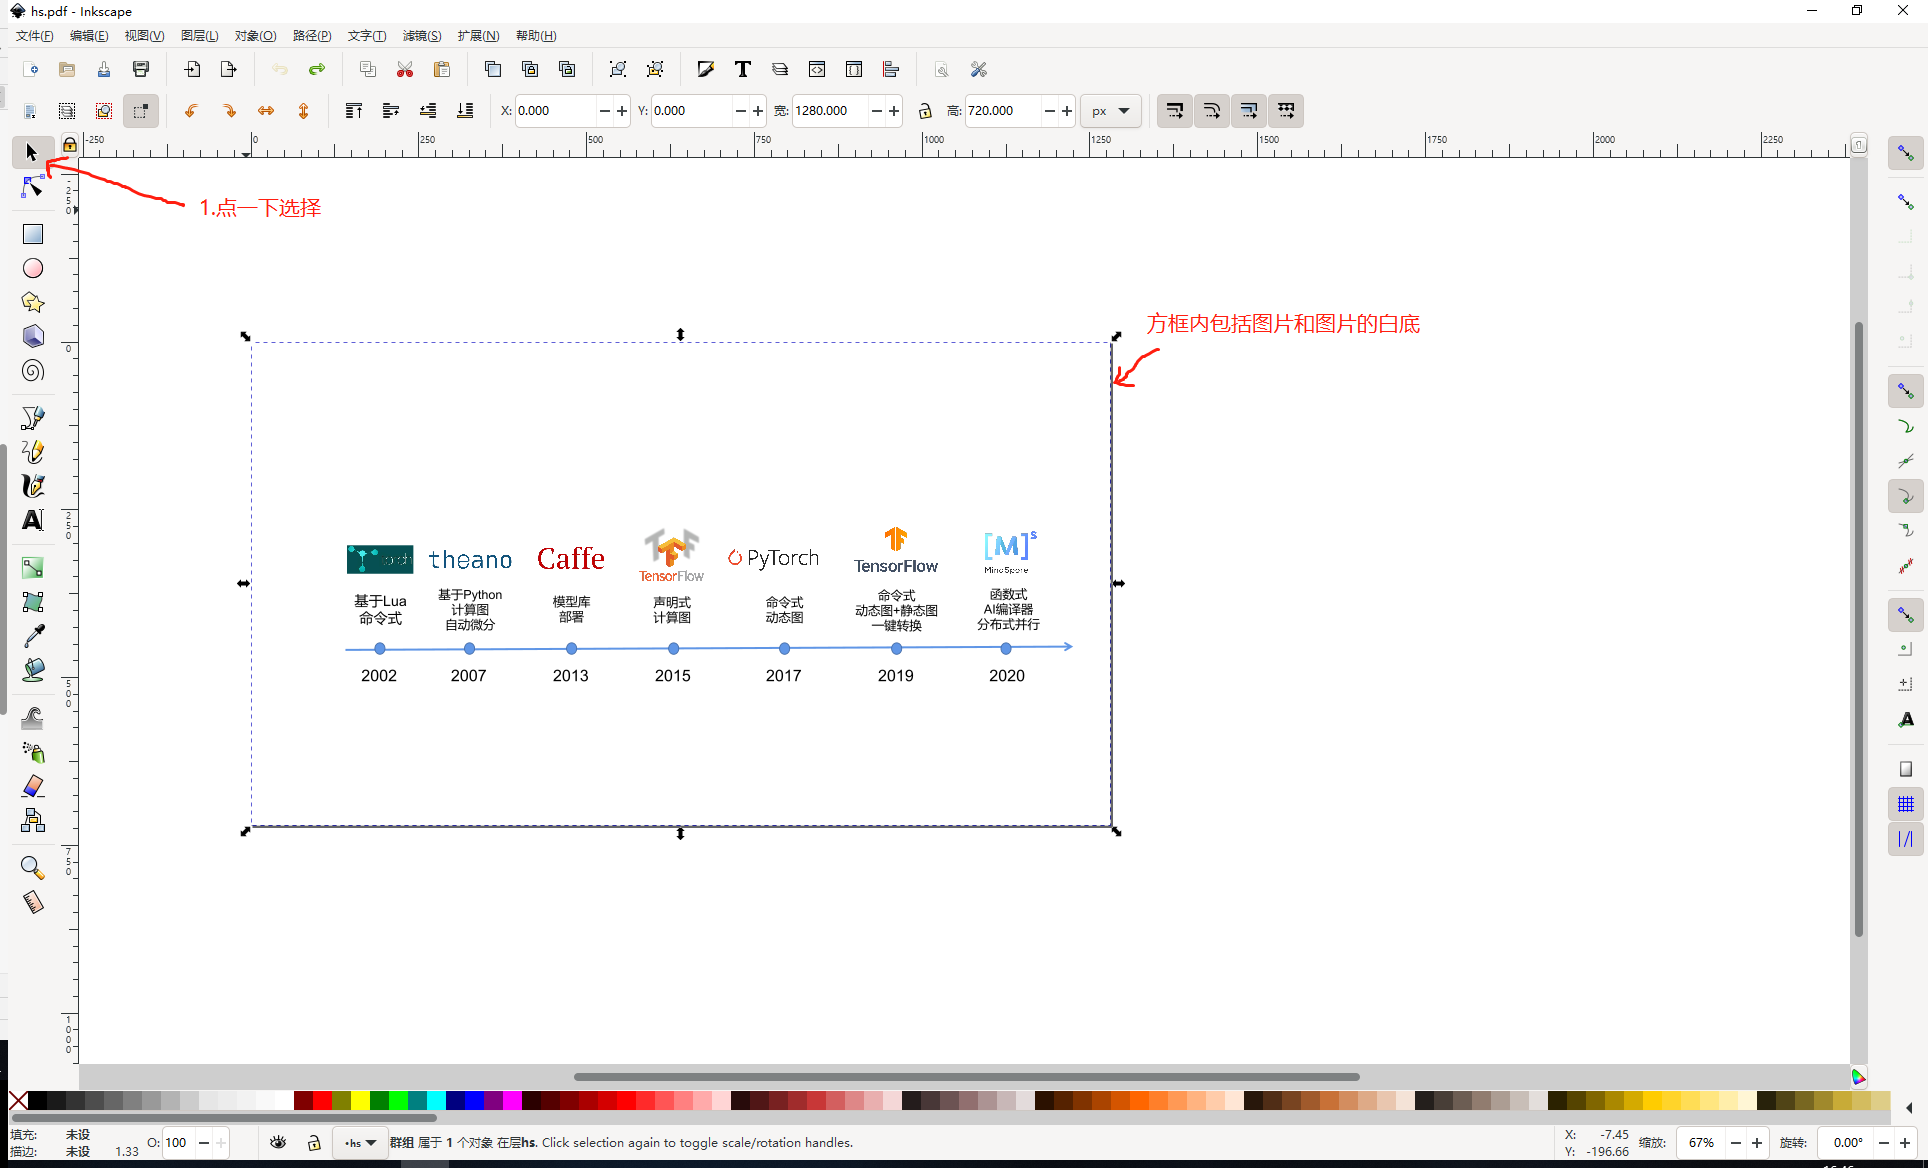 hs.pdf - Inkscape
文件(F) 编辑(E) 视图(V) 图层(L) 对象(O) 路径(P) 文字(T) 滤镜(S) 扩展(N) 帮助(H)
X: 0.000 Y: 0.000 宽: 1280.000 高: 720.000 px
-250 0 250 500 750 1000 1250 1500 1750 2000 2250
1.点一下选择
方框内包括图片和图片的白底
theano Caffe TensorFlow PyTorch TensorFlow [M]s MindSpore
基于Lua
命令式
基于Python
计算图
自动微分
模型库
部署
声明式
计算图
命令式
动态图
命令式
动态图+静态图
一键转换
函数式
AI编译器
分布式并行
2002 2007 2013 2015 2017 2019 2020
-250
0
250
500
750
1000
填充: 未设
描边: 未设 1.33
O: 100
•hs
群组 属于 1 个对象 在层hs. Click selection again to toggle scale/rotation handles.
X: -7.45
Y: -196.66
缩放: 67%
旋转: 0.00°